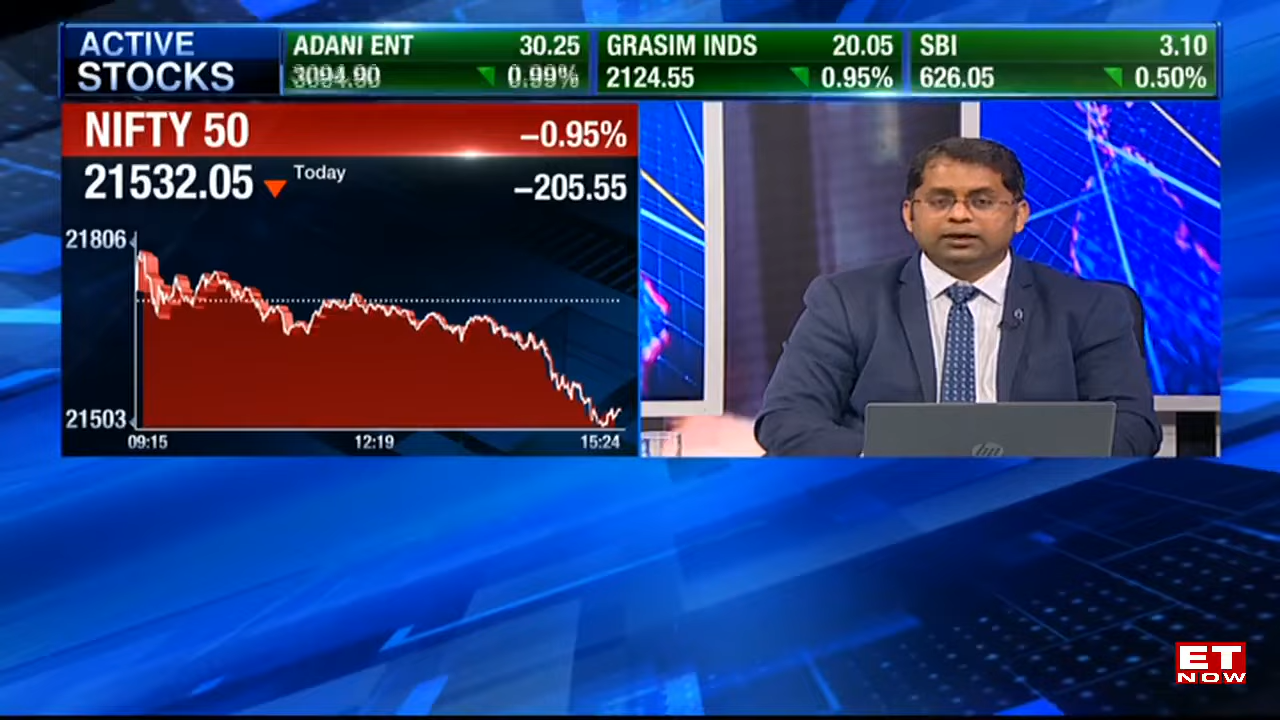 ACTIVE
STOCKS
ADANI ENT 30.25
3094.90 0.99%
GRASIM INDS 20.05
2124.55 0.95%
SBI 3.10
626.05 0.50%
NIFTY 50 −0.95%
21532.05 Today −205.55
21806
21503
09:15 12:19 15:24
hp
ET
NOW